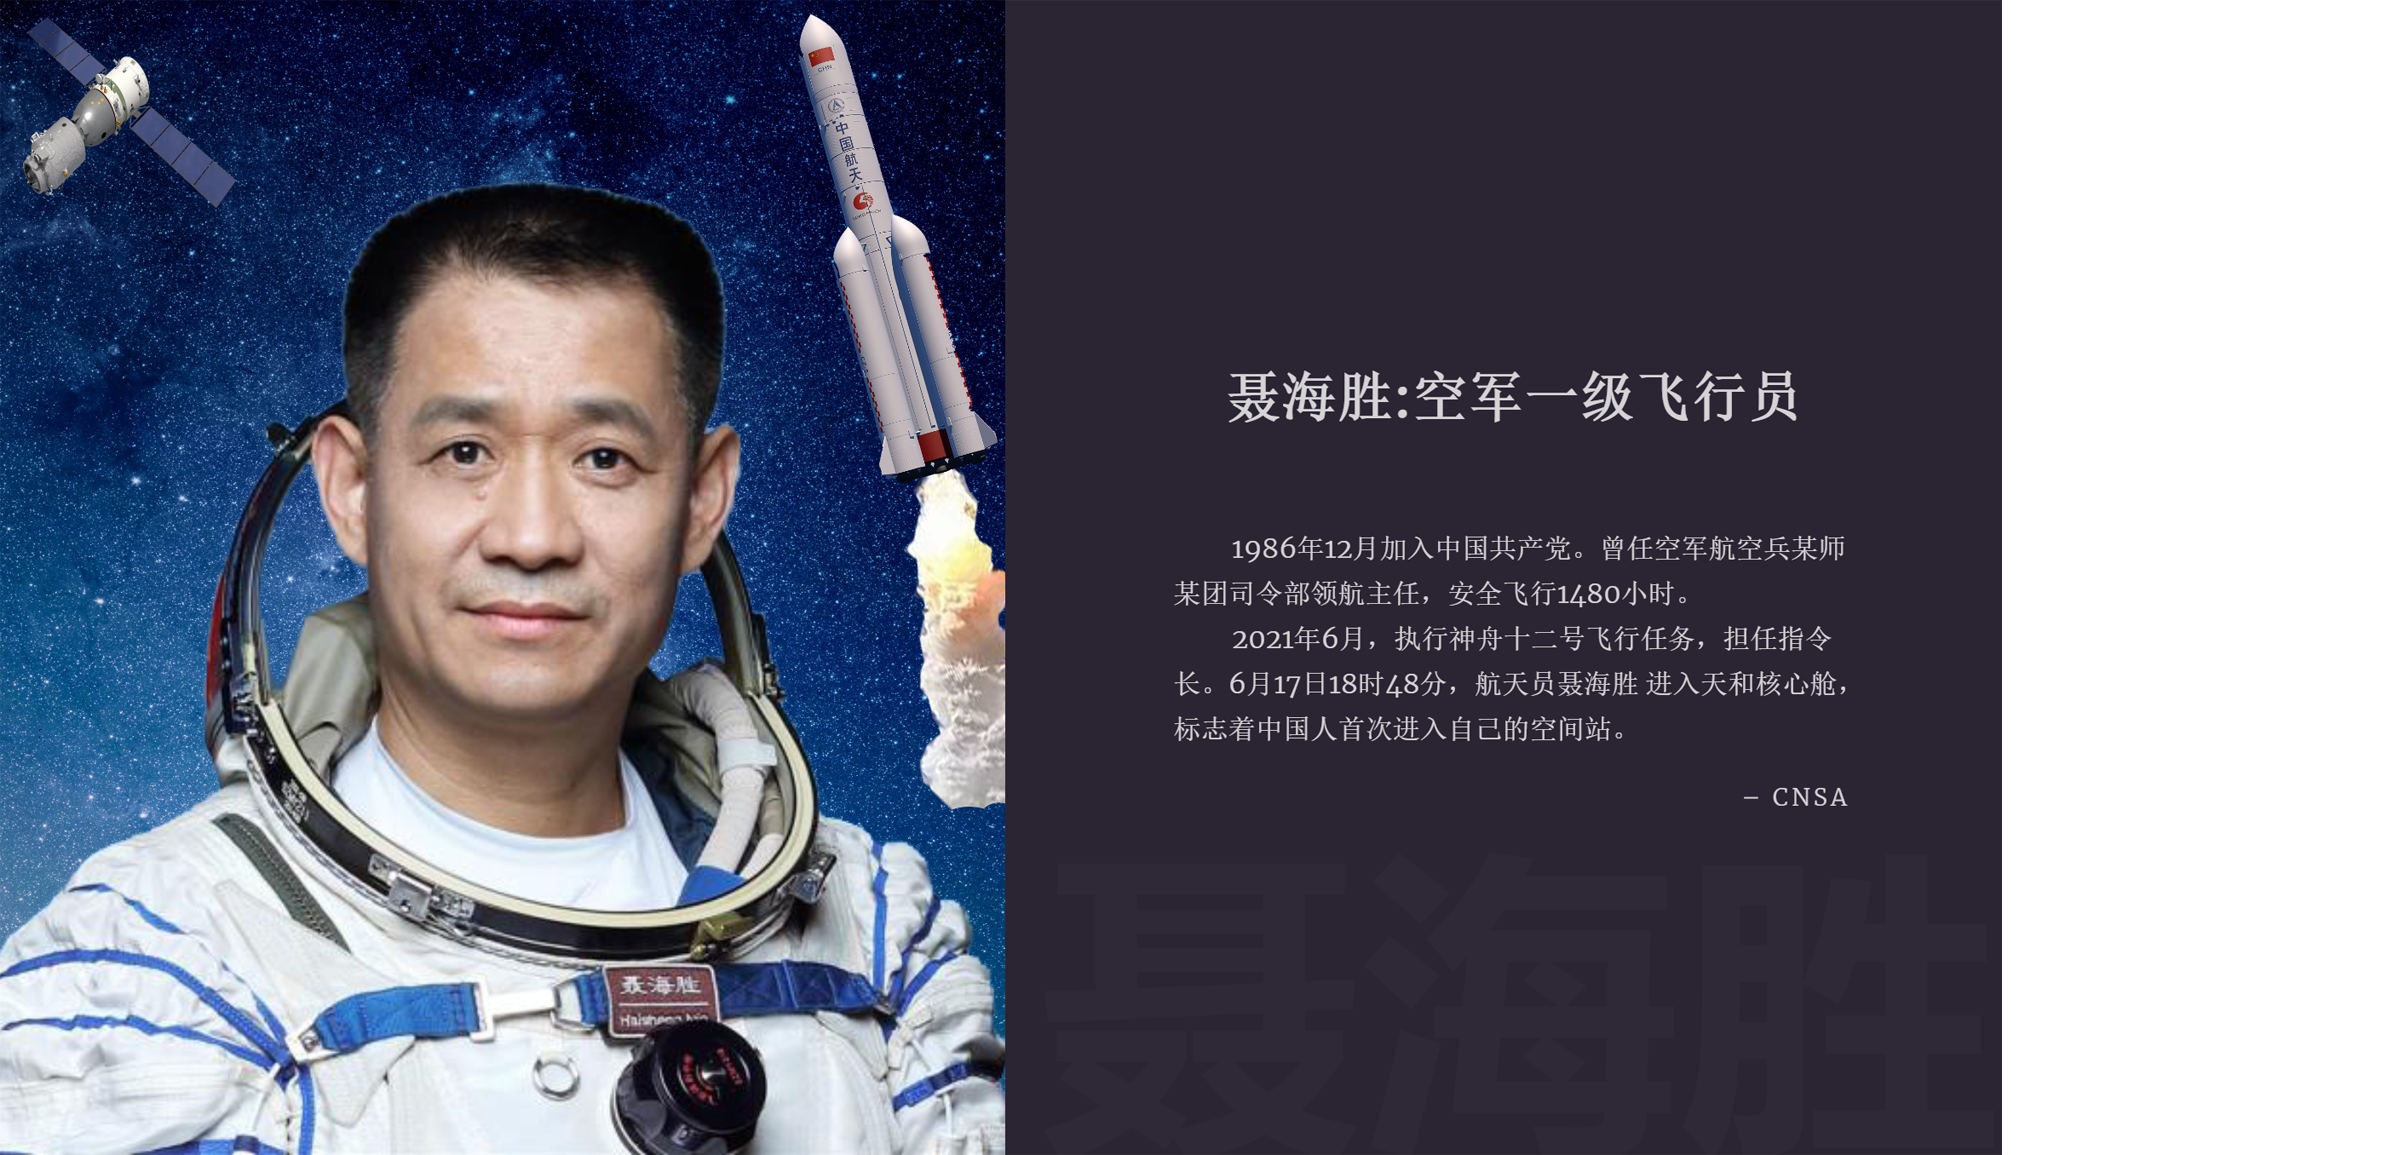 CHN
中国航天
聂海胜:空军一级飞行员
1986年12月加入中国共产党。曾任空军航空兵某师
某团司令部领航主任，安全飞行1480小时。
2021年6月，执行神舟十二号飞行任务，担任指令
长。6月17日18时48分，航天员聂海胜 进入天和核心舱，
标志着中国人首次进入自己的空间站。
– CNSA
聂海胜
聂海胜
Haisheng Nie